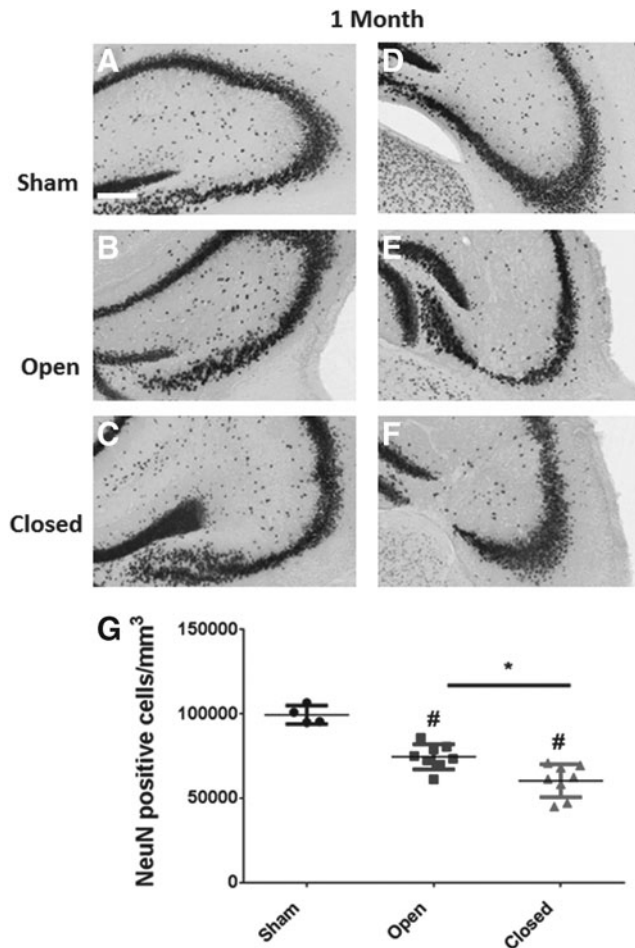 1 Month
A
D
Sham
B
E
Open
C
F
Closed
G
NeuN positive cells/mm³
150000
100000
50000
0
*
#
#
Sham
Open
Closed